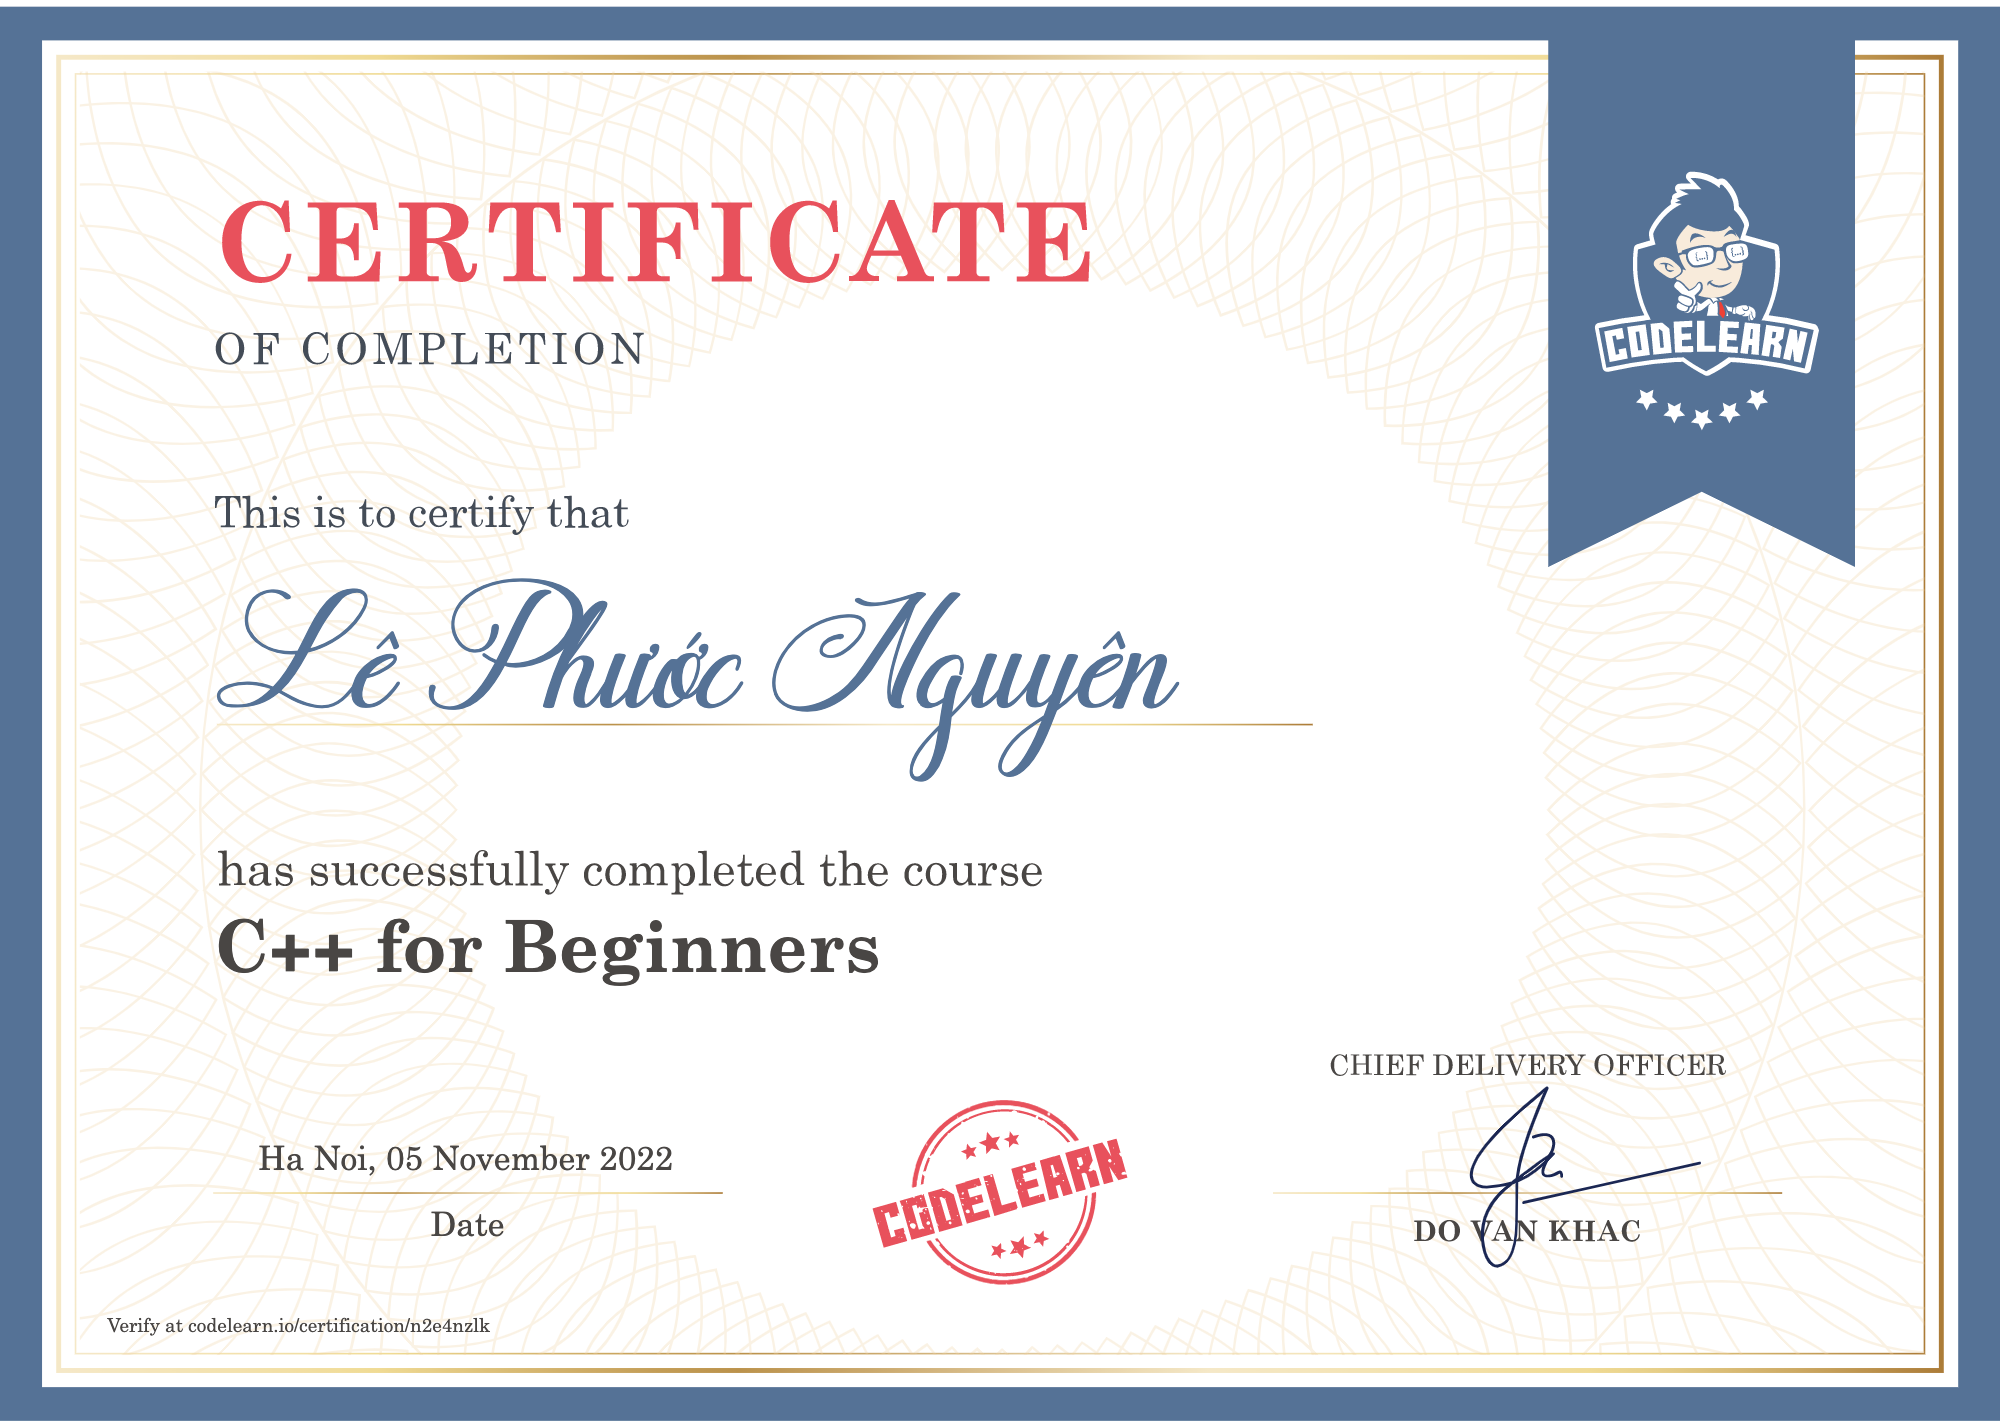 CERTIFICATE
OF COMPLETION
CODELEARN
This is to certify that
Lê Phước Nguyên
has successfully completed the course
C++ for Beginners
CHIEF DELIVERY OFFICER
Ha Noi, 05 November 2022
Date
CODELEARN
DO VAN KHAC
Verify at codelearn.io/certification/n2e4nzlk